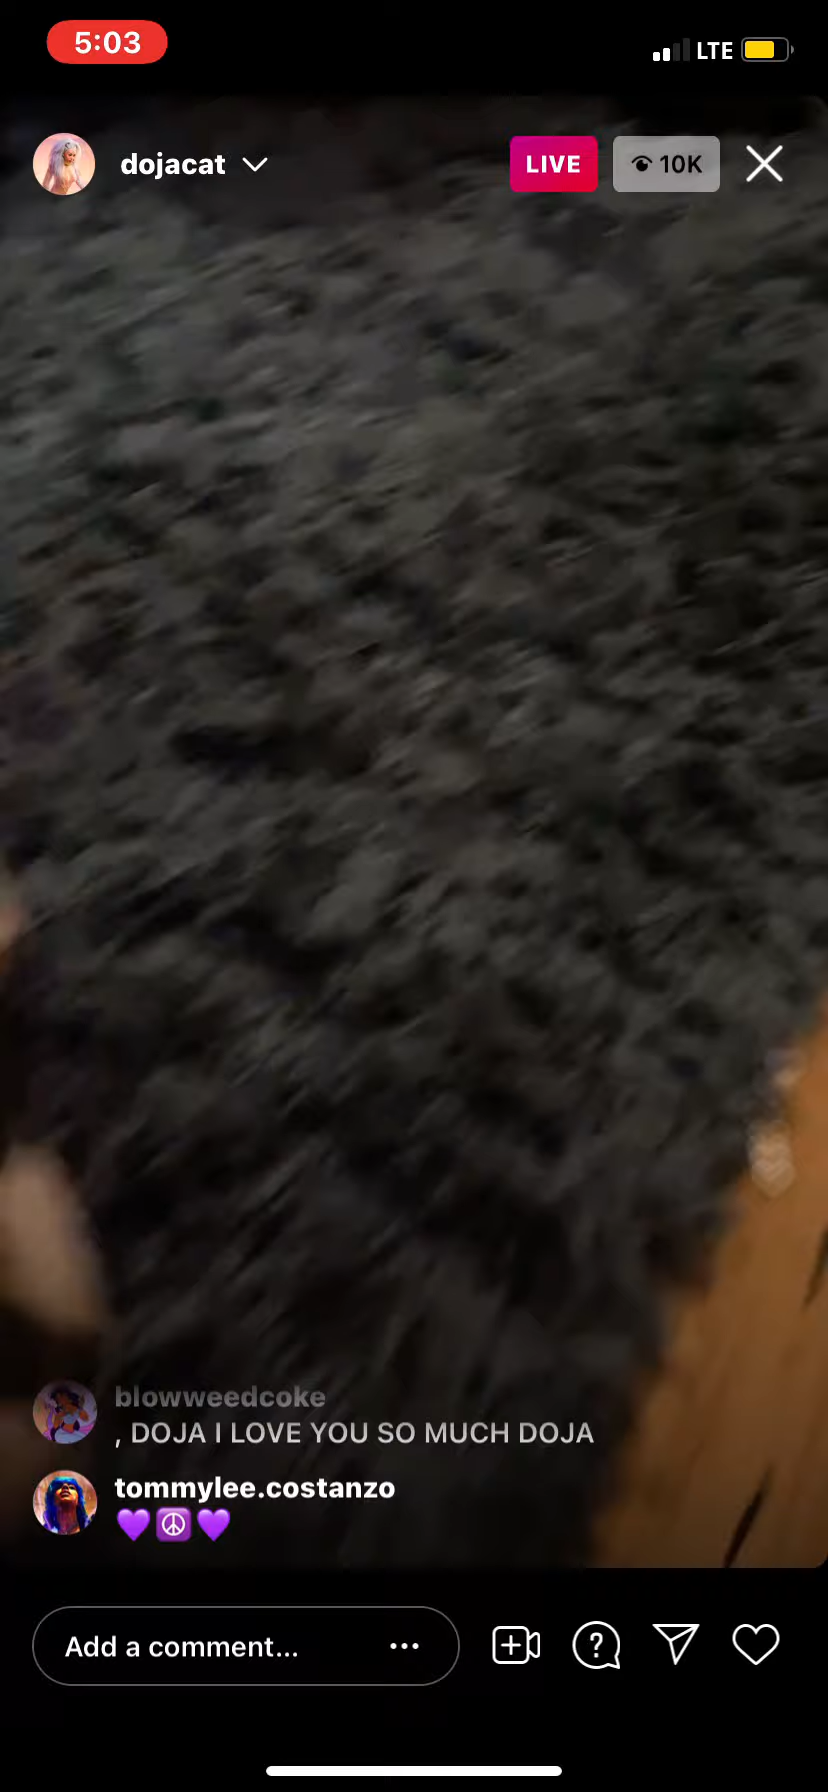 5:03
LTE
dojacat
LIVE
10K
blowweedcoke
, DOJA I LOVE YOU SO MUCH DOJA
tommylee.costanzo
💜☮️💜
Add a comment...